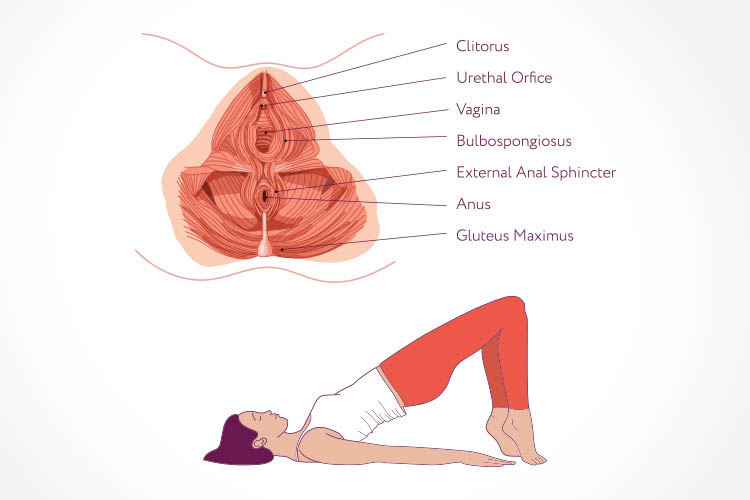 Clitorus
Urethal Orfice
Vagina
Bulbospongiosus
External Anal Sphincter
Anus
Gluteus Maximus